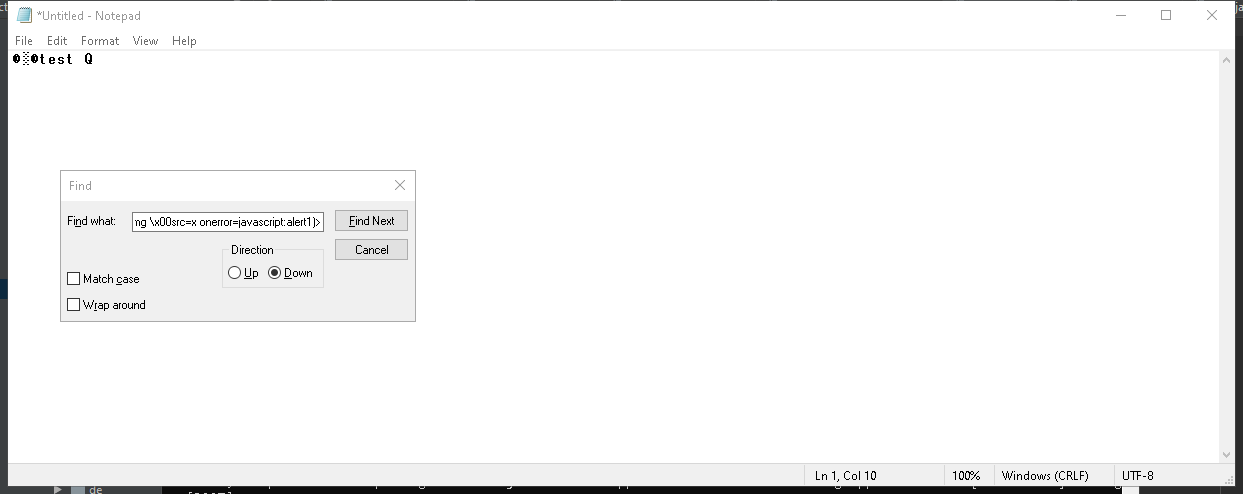 *Untitled - Notepad
File Edit Format View Help
test Q
Find
Find what: ng \x00src=x onerror=javascript:alert1)>
Find Next
Direction
Cancel
Up Down
Match case
Wrap around
Ln 1, Col 10 100% Windows (CRLF) UTF-8
de